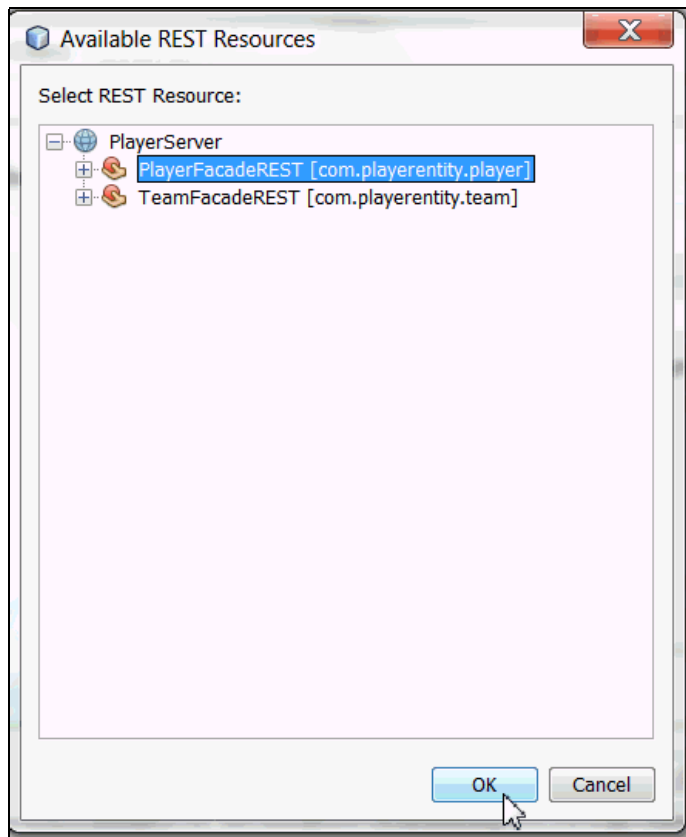 Available REST Resources
Select REST Resource:
PlayerServer
PlayerFacadeREST [com.playerentity.player]
TeamFacadeREST [com.playerentity.team]
OK Cancel